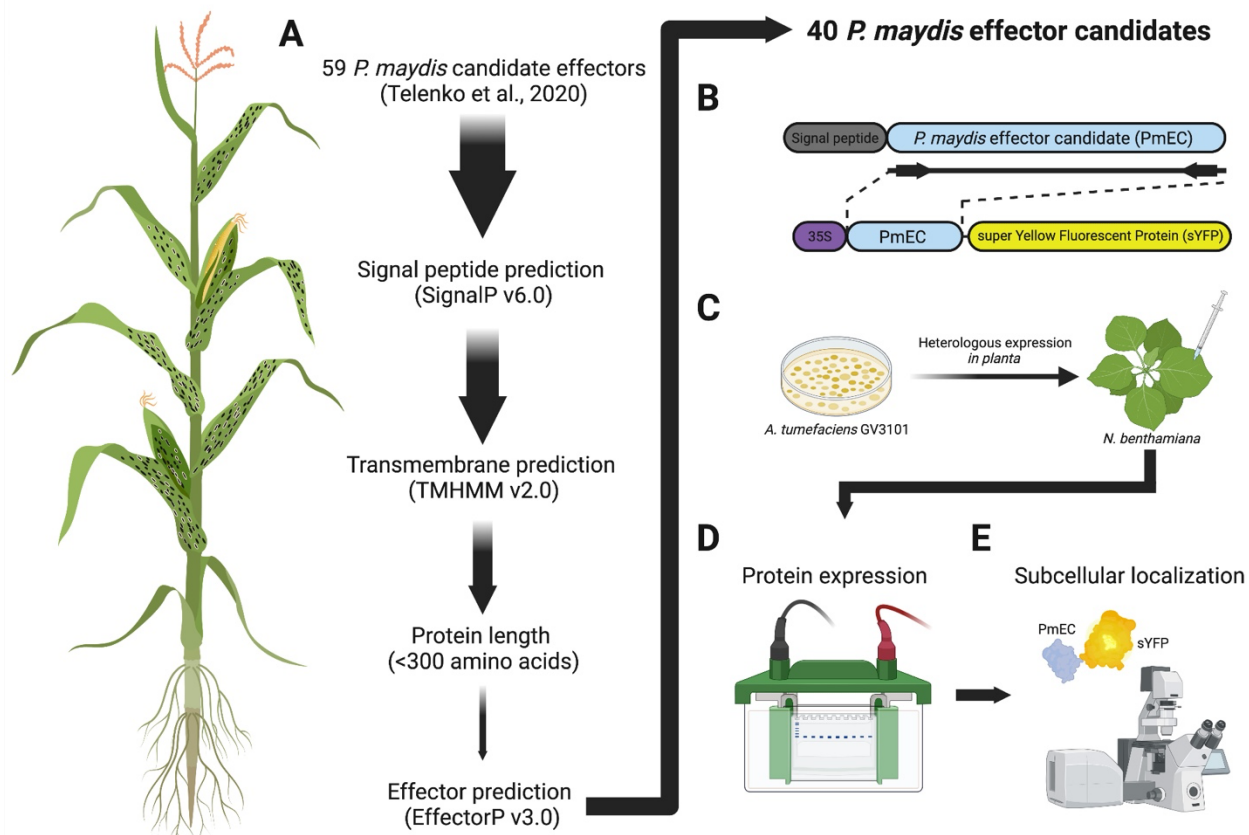 A
59 P. maydis candidate effectors
(Telenko et al., 2020)
Signal peptide prediction
(SignalP v6.0)
Transmembrane prediction
(TMHMM v2.0)
Protein length
(<300 amino acids)
Effector prediction
(EffectorP v3.0)
40 P. maydis effector candidates
B
Signal peptide
P. maydis effector candidate (PmEC)
35S
PmEC
super Yellow Fluorescent Protein (sYFP)
C
Heterologous expression
in planta
A. tumefaciens GV3101
N. benthamiana
D
Protein expression
E
Subcellular localization
PmEC
sYFP